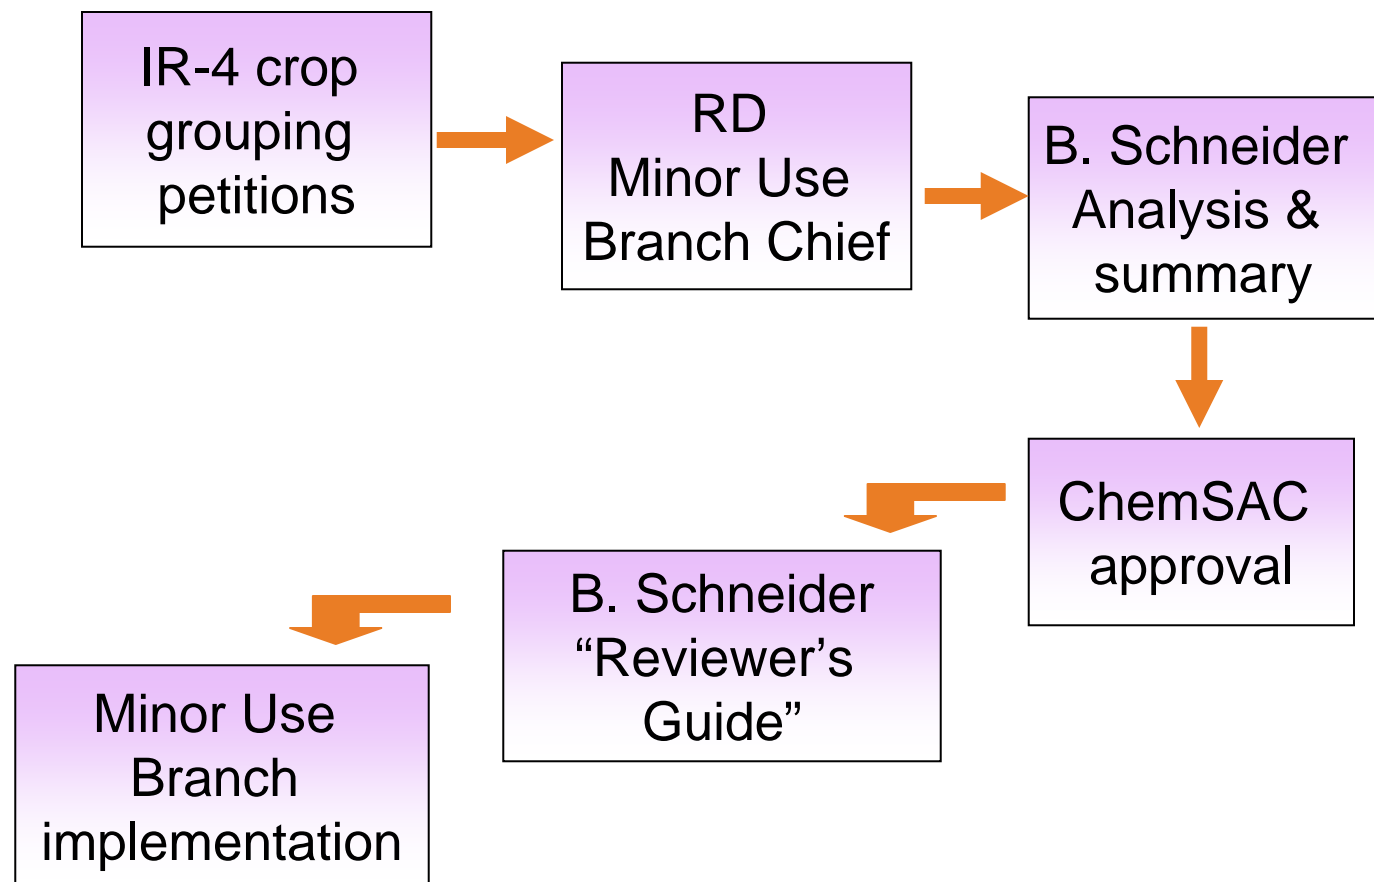 IR-4 crop
grouping
petitions
RD
Minor Use
Branch Chief
B. Schneider
Analysis &
summary
ChemSAC
approval
B. Schneider
“Reviewer’s
Guide”
Minor Use
Branch
implementation